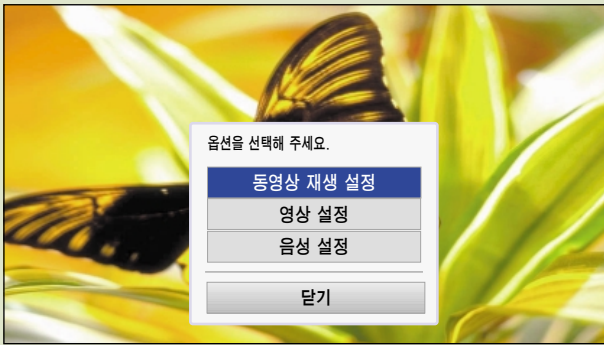 옵션을 선택해 주세요.
동영상 재생 설정
영상 설정
음성 설정
닫기